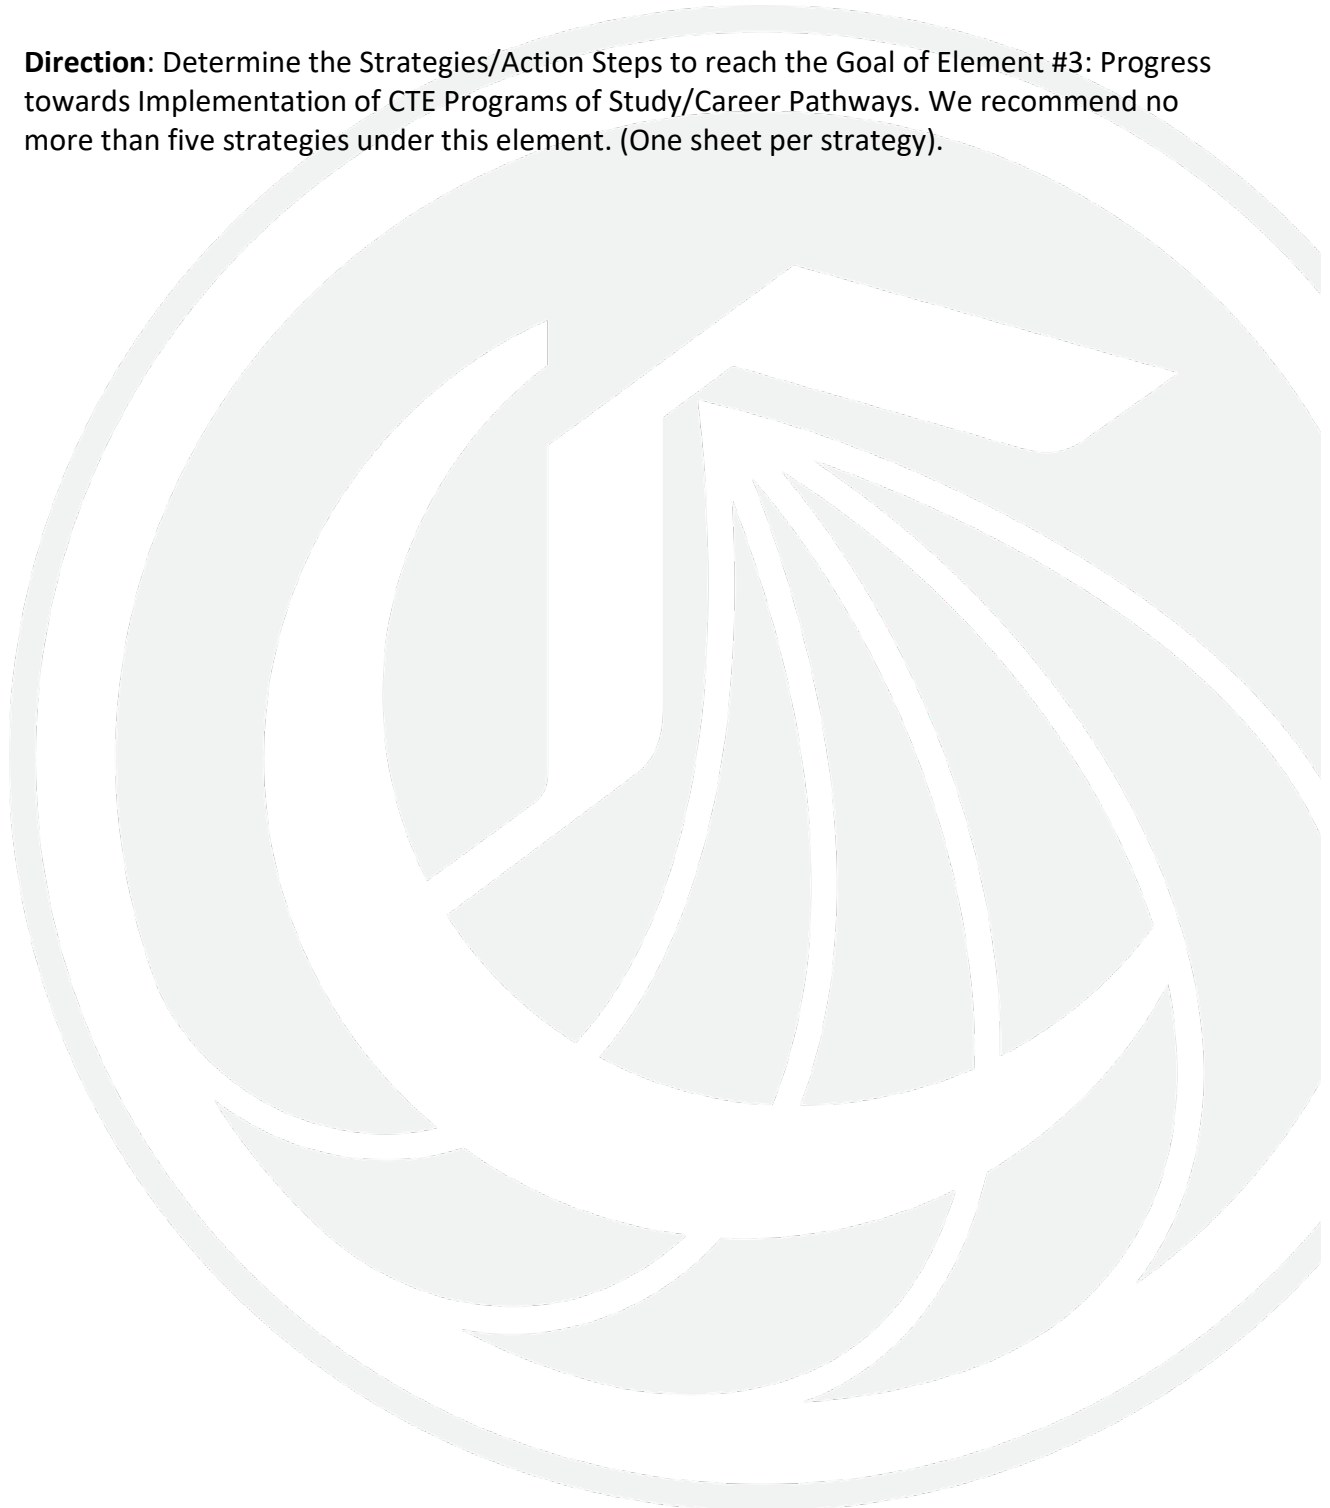 Direction: Determine the Strategies/Action Steps to reach the Goal of Element #3: Progress
towards Implementation of CTE Programs of Study/Career Pathways. We recommend no
more than five strategies under this element. (One sheet per strategy).